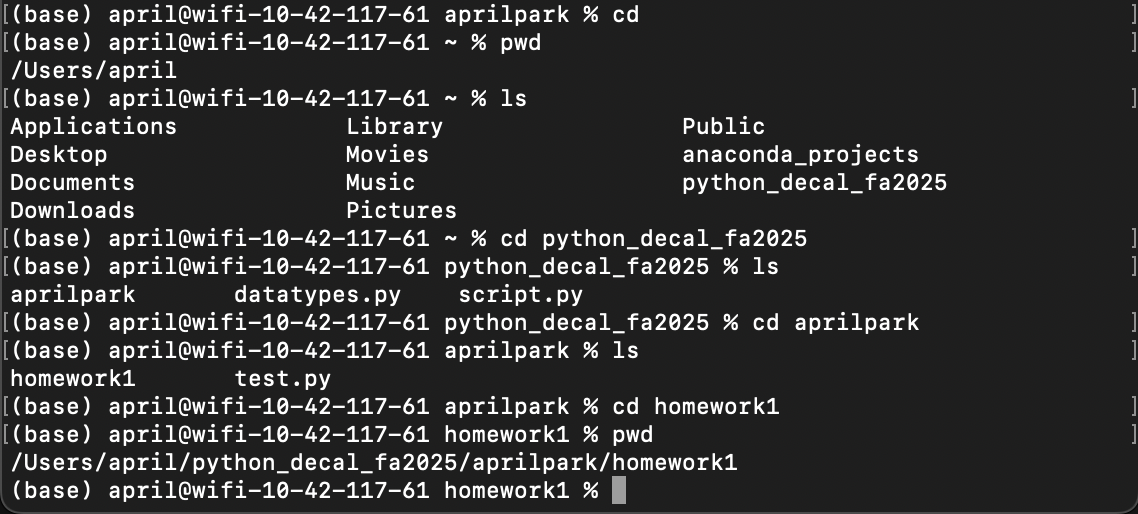 [(base) april@wifi-10-42-117-61 aprilpark % cd ]
[(base) april@wifi-10-42-117-61 ~ % pwd ]
/Users/april
[(base) april@wifi-10-42-117-61 ~ % ls ]
Applications Library Public
Desktop Movies anaconda_projects
Documents Music python_decal_fa2025
Downloads Pictures
[(base) april@wifi-10-42-117-61 ~ % cd python_decal_fa2025 ]
[(base) april@wifi-10-42-117-61 python_decal_fa2025 % ls ]
aprilpark datatypes.py script.py
[(base) april@wifi-10-42-117-61 python_decal_fa2025 % cd aprilpark ]
[(base) april@wifi-10-42-117-61 aprilpark % ls ]
homework1 test.py
[(base) april@wifi-10-42-117-61 aprilpark % cd homework1 ]
[(base) april@wifi-10-42-117-61 homework1 % pwd ]
/Users/april/python_decal_fa2025/aprilpark/homework1
(base) april@wifi-10-42-117-61 homework1 %